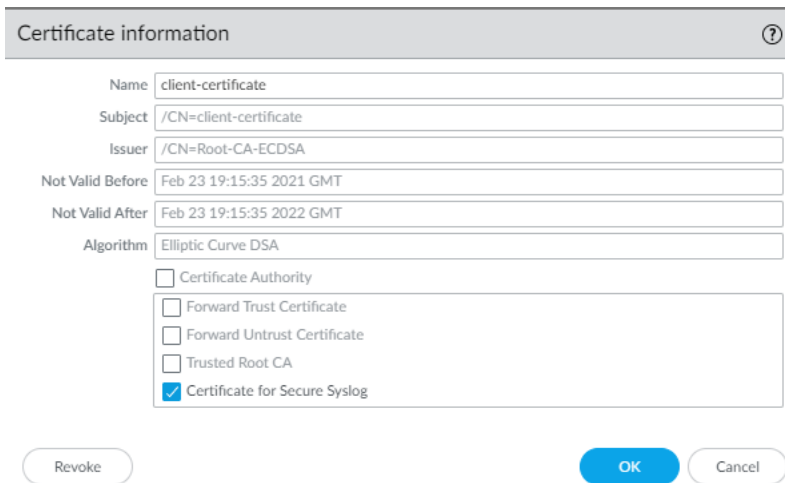 Certificate information ?
Name client-certificate
Subject /CN=client-certificate
Issuer /CN=Root-CA-ECDSA
Not Valid Before Feb 23 19:15:35 2021 GMT
Not Valid After Feb 23 19:15:35 2022 GMT
Algorithm Elliptic Curve DSA
Certificate Authority
Forward Trust Certificate
Forward Untrust Certificate
Trusted Root CA
Certificate for Secure Syslog
Revoke OK Cancel